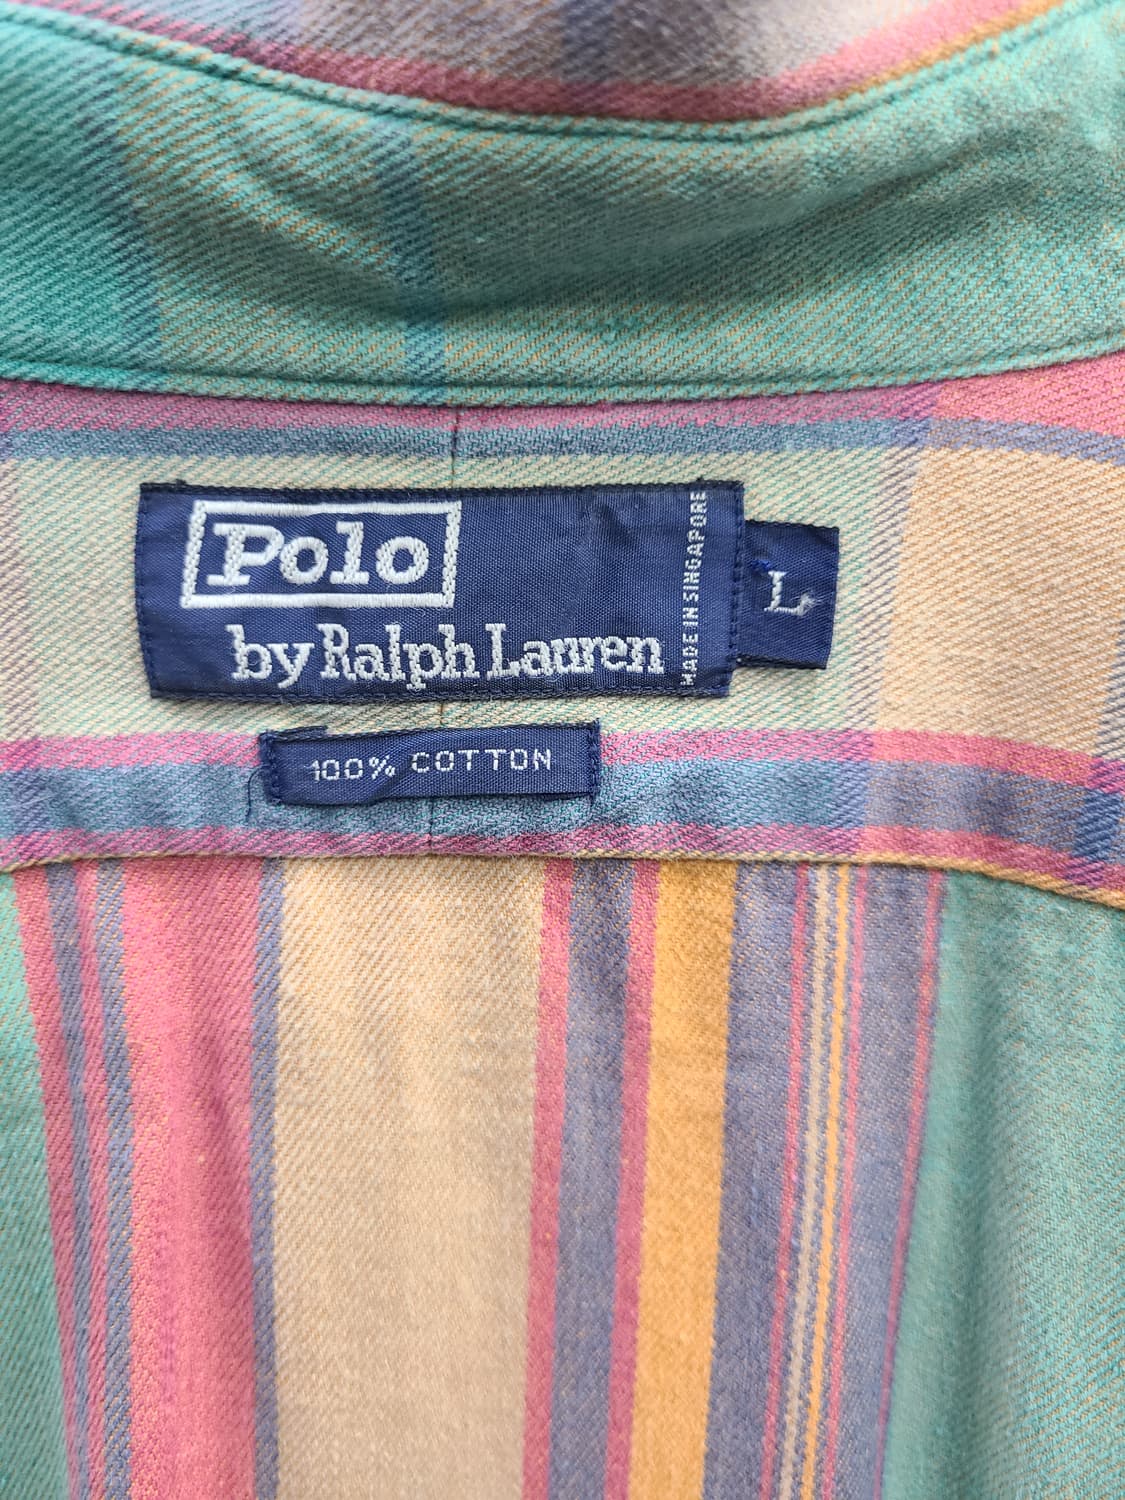 Polo
by Ralph Lauren
MADE IN SINGAPORE
L
100% COTTON